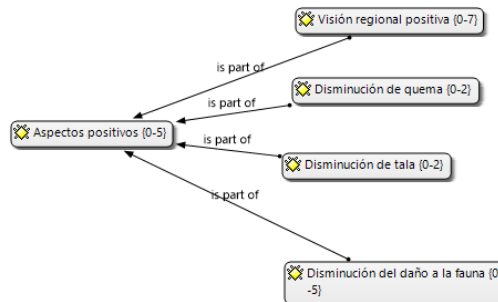 Visión regional positiva {0-7}
is part of
Disminución de quema {0-2}
is part of
Aspectos positivos {0-5}
is part of
Disminución de tala {0-2}
is part of
Disminución del daño a la fauna {0
-5}